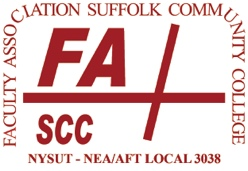 FACULTY ASSOCIATION SUFFOLK COMMUNITY COLLEGE
FA
SCC
NYSUT - NEA/AFT LOCAL 3038